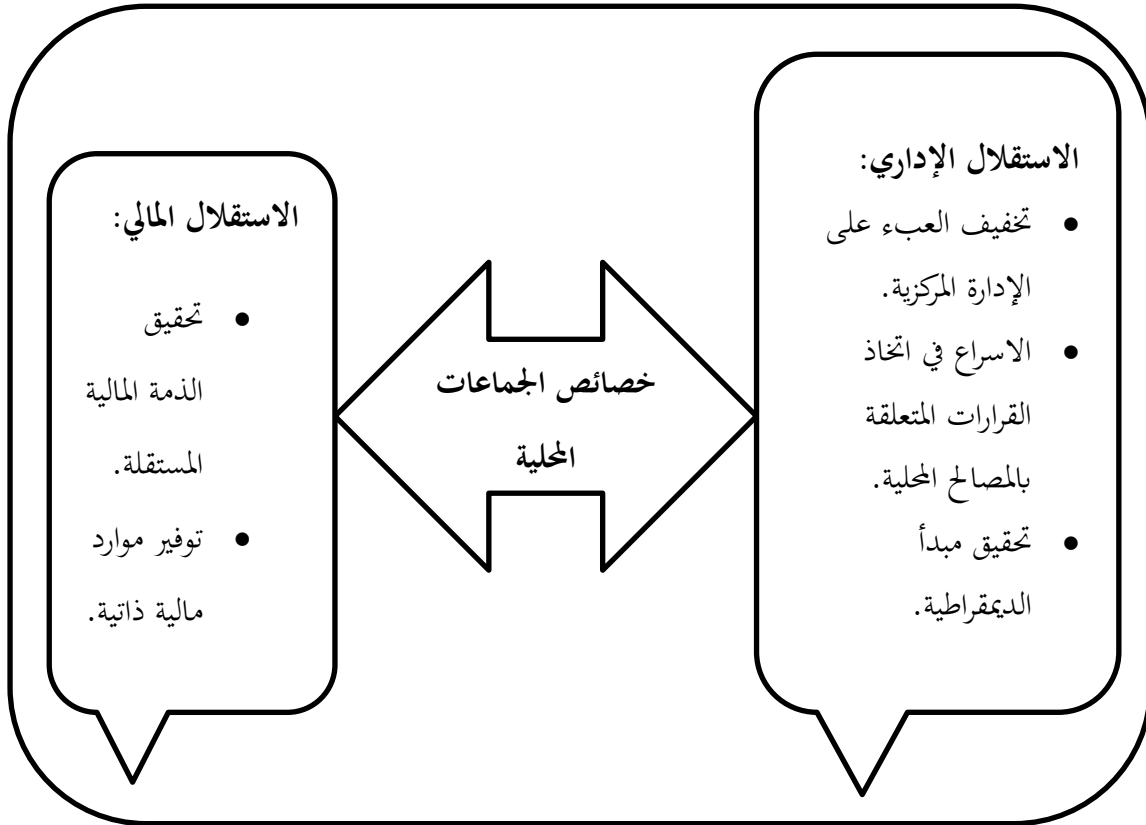 الاستقلال الإداري:
• تخفيف العبء على
الإدارة المركزية.
• الاسراع في اتخاذ
القرارات المتعلقة
بالمصالح المحلية.
• تحقيق مبدأ
الديمقراطية.
خصائص الجماعات
المحلية
الاستقلال المالي:
• تحقيق
الذمة المالية
المستقلة.
• توفير موارد
مالية ذاتية.